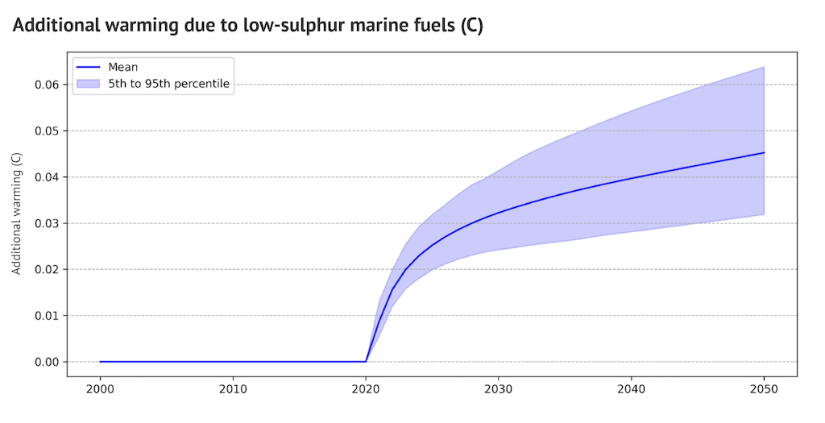 Additional warming due to low-sulphur marine fuels (C)
Mean
5th to 95th percentile
Additional warming (C)
0.06
0.05
0.04
0.03
0.02
0.01
0.00
2000 2010 2020 2030 2040 2050